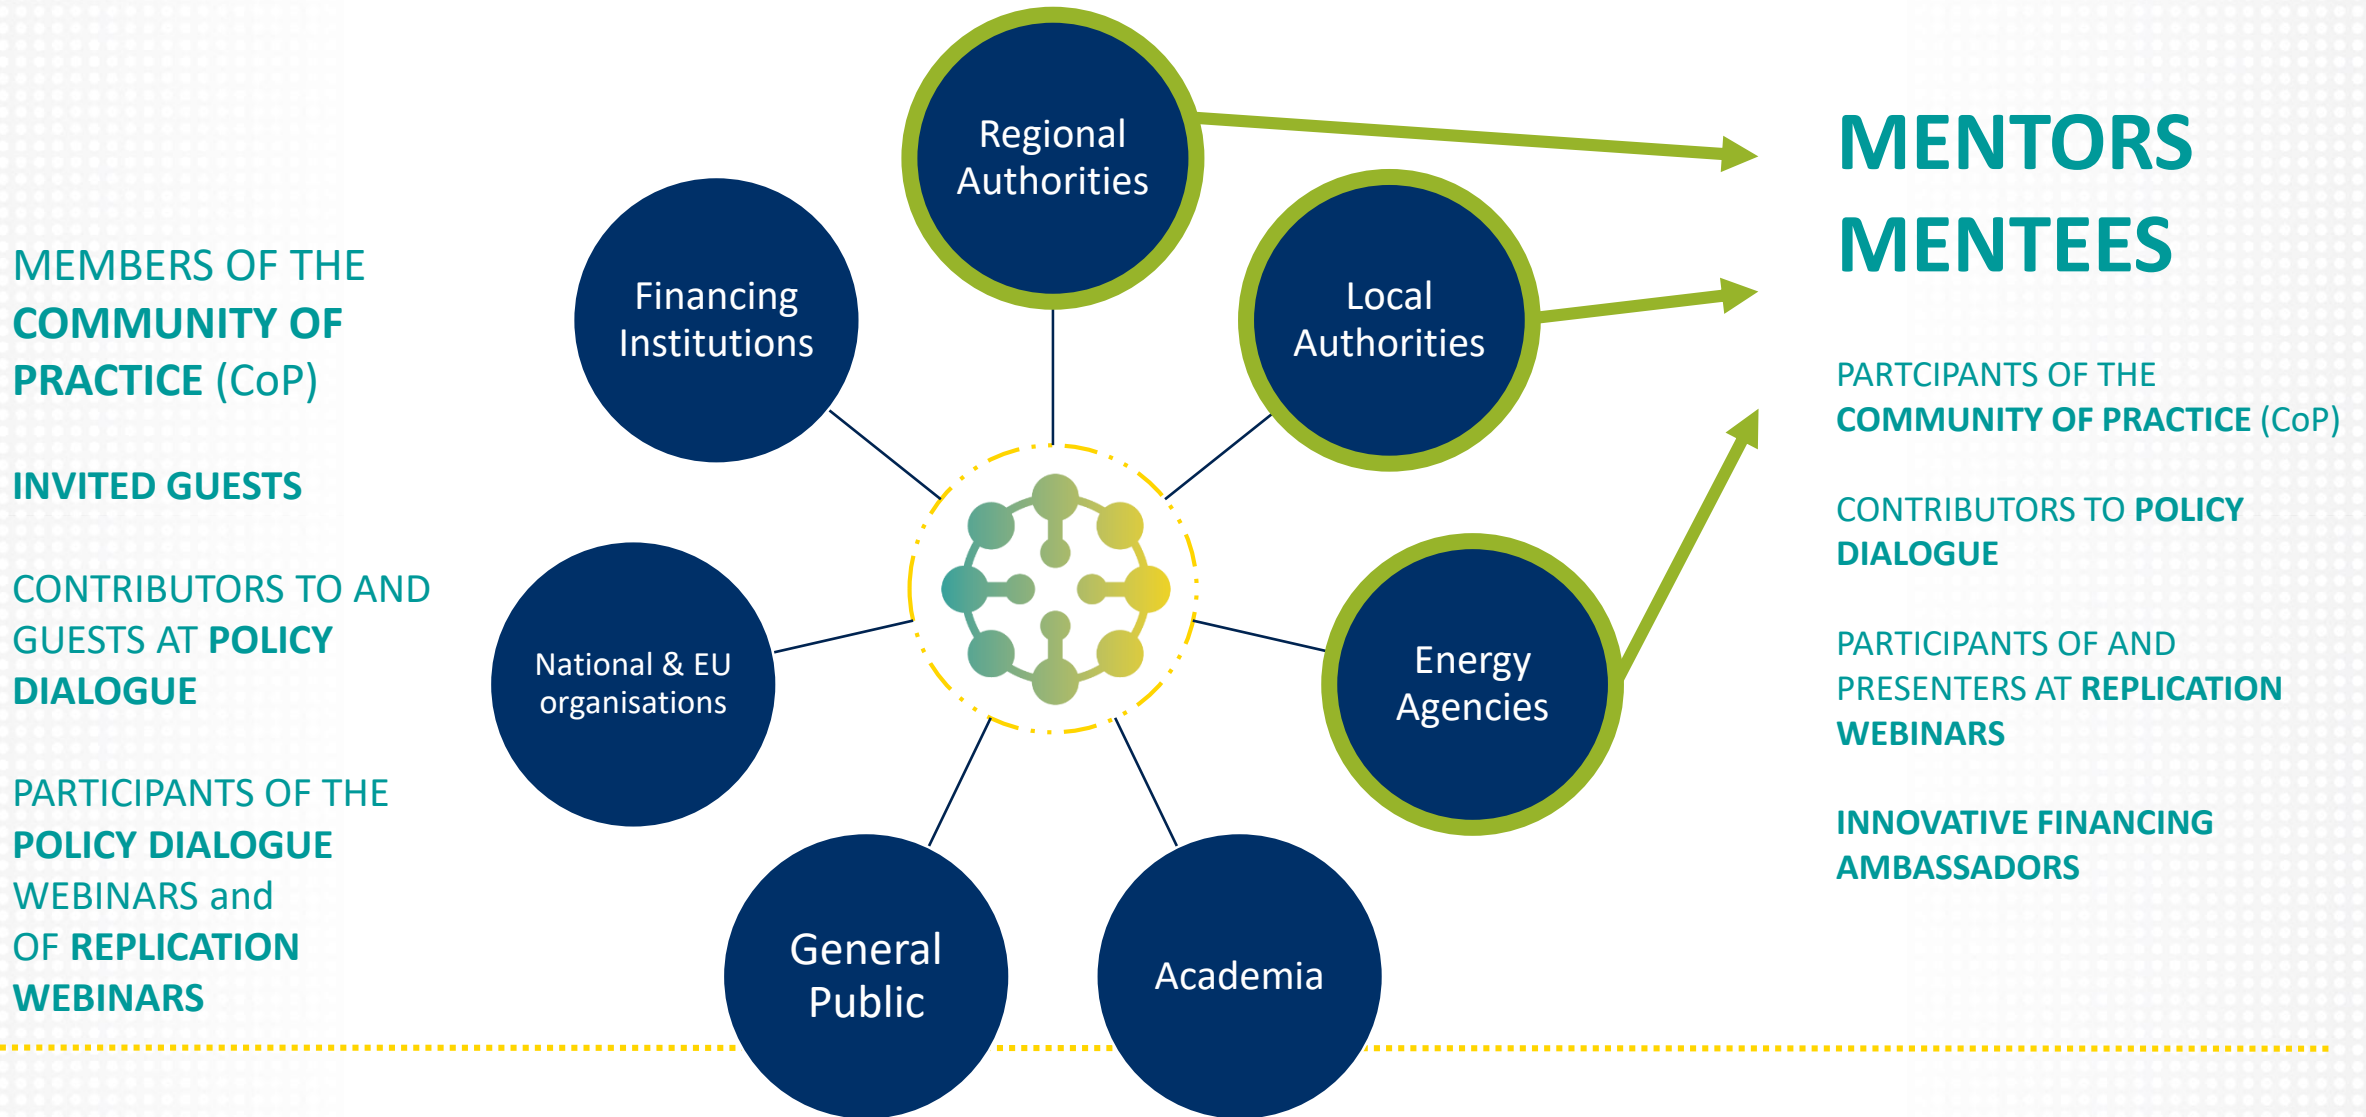 MEMBERS OF THE
COMMUNITY OF
PRACTICE (CoP)
INVITED GUESTS
CONTRIBUTORS TO AND
GUESTS AT POLICY
DIALOGUE
PARTICIPANTS OF THE
POLICY DIALOGUE
WEBINARS and
OF REPLICATION
WEBINARS
Regional
Authorities
Financing
Institutions
Local
Authorities
National & EU
organisations
Energy
Agencies
General
Public
Academia
MENTORS
MENTEES
PARTCIPANTS OF THE
COMMUNITY OF PRACTICE (CoP)
CONTRIBUTORS TO POLICY
DIALOGUE
PARTICIPANTS OF AND
PRESENTERS AT REPLICATION
WEBINARS
INNOVATIVE FINANCING
AMBASSADORS